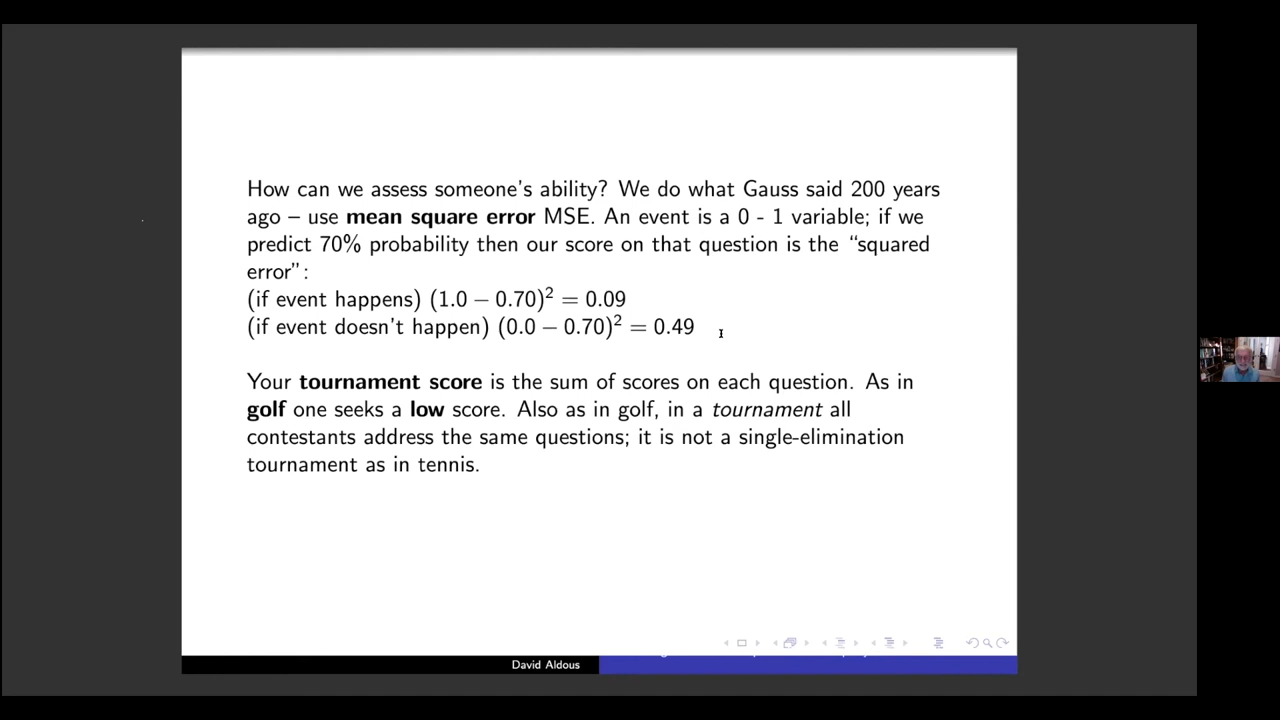 How can we assess someone's ability? We do what Gauss said 200 years
ago – use mean square error MSE. An event is a 0 - 1 variable; if we
predict 70% probability then our score on that question is the “squared
error”:
(if event happens) (1.0 − 0.70)² = 0.09
(if event doesn't happen) (0.0 − 0.70)² = 0.49
Your tournament score is the sum of scores on each question. As in
golf one seeks a low score. Also as in golf, in a tournament all
contestants address the same questions; it is not a single-elimination
tournament as in tennis.
David Aldous